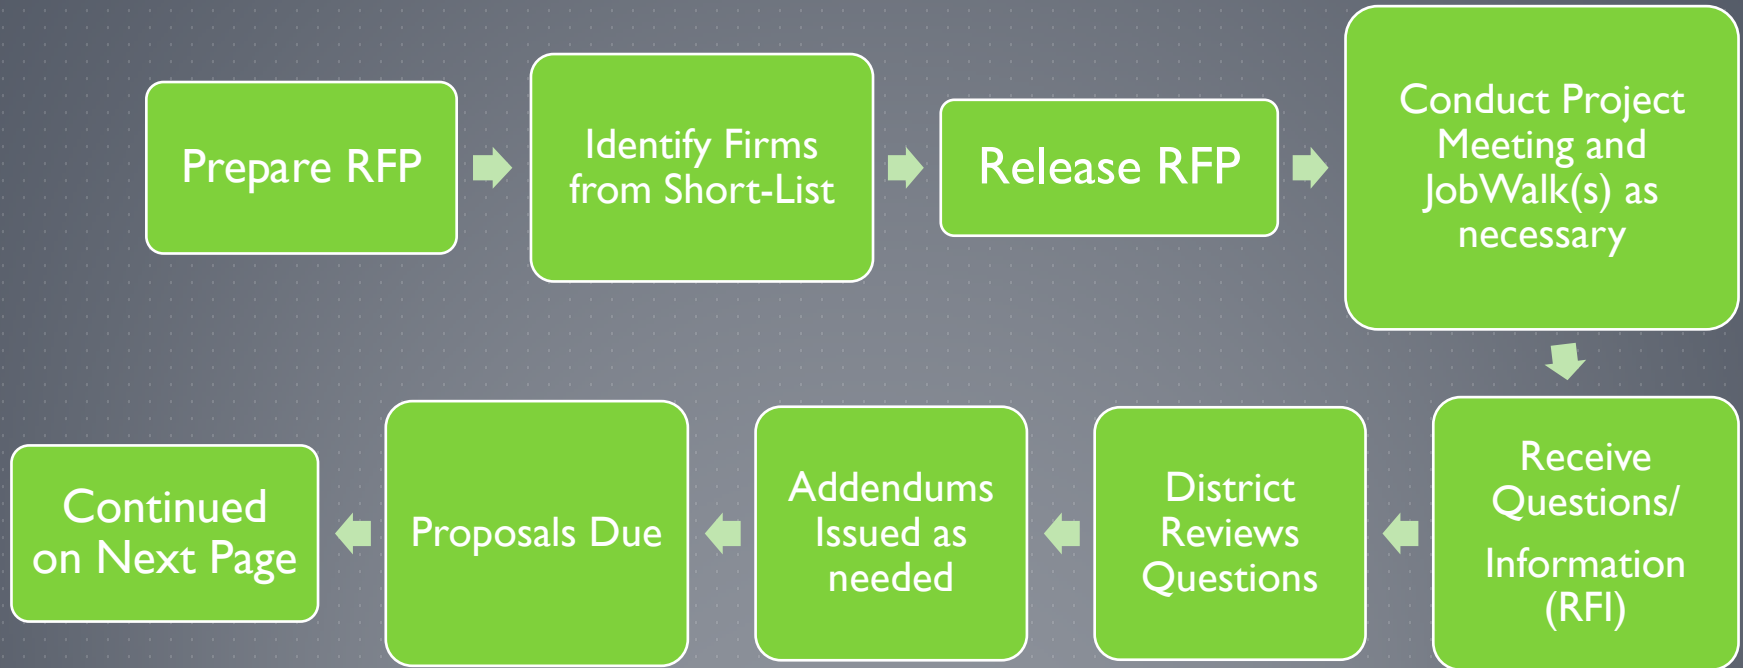 Prepare RFP
Identify Firms
from Short-List
Release RFP
Conduct Project
Meeting and
JobWalk(s) as
necessary
Receive
Questions/
Information
(RFI)
District
Reviews
Questions
Addendums
Issued as
needed
Proposals Due
Continued
on Next Page